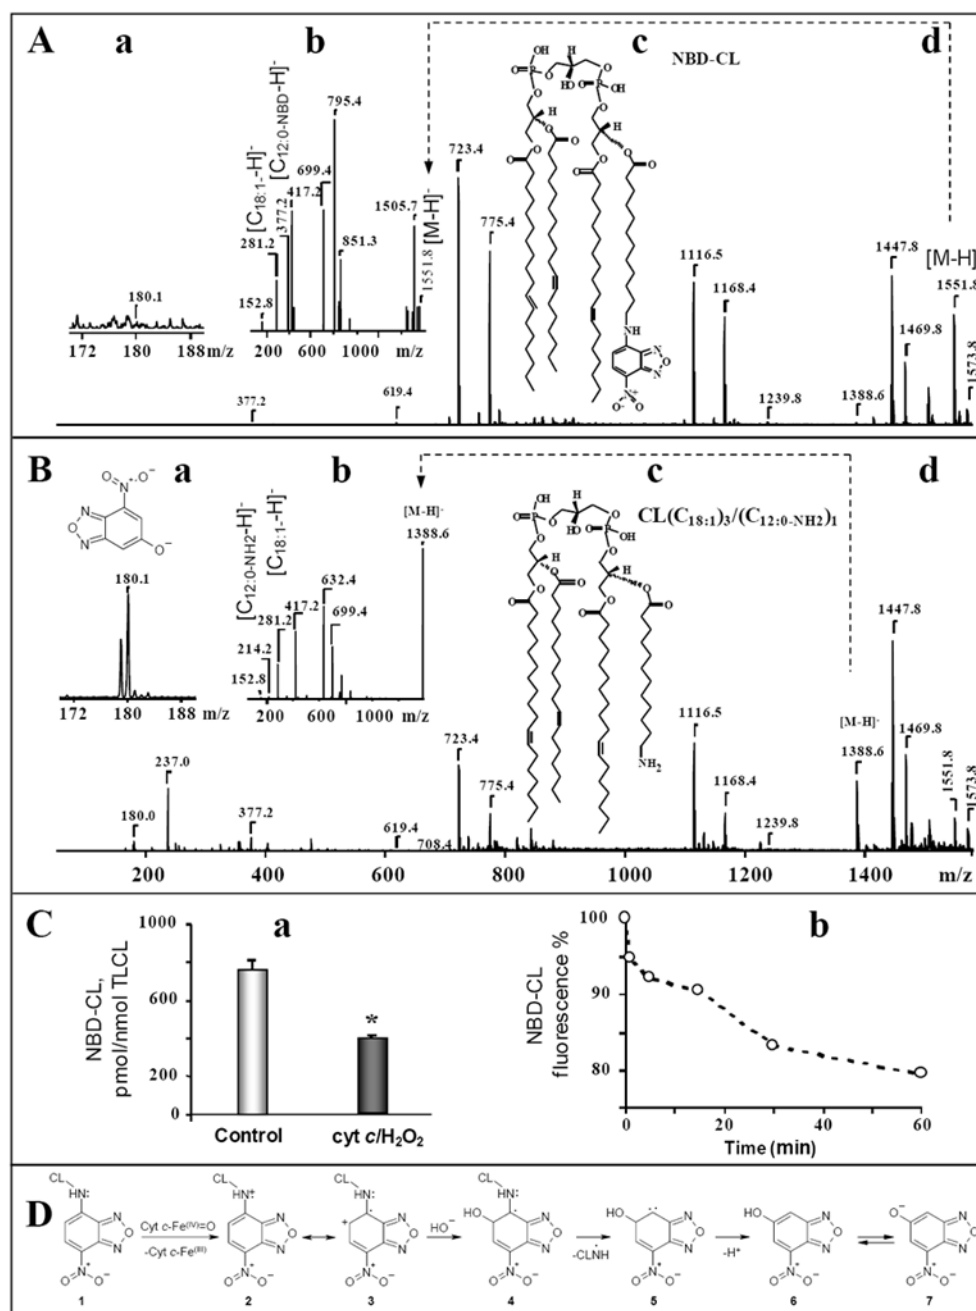 A
a
b
c
d
NBD-CL
[C18:1-H]-
[C12:0-NBD-H]-
152.8
281.2
377.2
417.2
699.4
795.4
851.3
1505.7
1551.8
[M-H]-
180.1
172 180 188 m/z
200 600 1000 m/z
OH
O=P-O
HO
O=P-OH
H
O
NH
N
N+
O-
377.2
619.4
723.4
775.4
1116.5
1168.4
1239.8
1388.6
1447.8
1469.8
[M-H]
1551.8
1573.8
B
a
b
c
d
CL(C18:1)3/(C12:0-NH2)1
[C12:0-NH2-H]-
[C18:1-H]-
152.8
214.2
281.2
417.2
632.4
699.4
[M-H]-
1388.6
180.1
172 180 188 m/z
200 600 1000 m/z
NH2
180.0
237.0
377.2
619.4
708.4
723.4
775.4
1116.5
1168.4
1239.8
[M-H]-
1388.6
1447.8
1469.8
1551.8
1573.8
200 400 600 800 1000 1200 1400 m/z
C
a
NBD-CL,
pmol/nmol TLCL
1000
800
600
400
200
0
*
Control cyt c/H2O2
b
NBD-CL
fluorescence %
100
90
80
0 20 40 60
Time (min)
D
CL
HN:
Cyt c-Fe(IV)=O
-Cyt c-Fe(III)
HO-
-CLNH
-H+
1 2 3 4 5 6 7